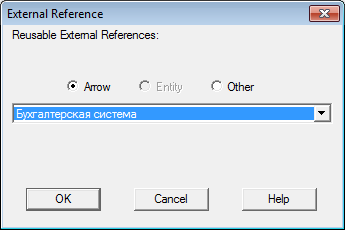 External Reference
Reusable External References:
Arrow Entity Other
Бухгалтерская система
OK Cancel Help